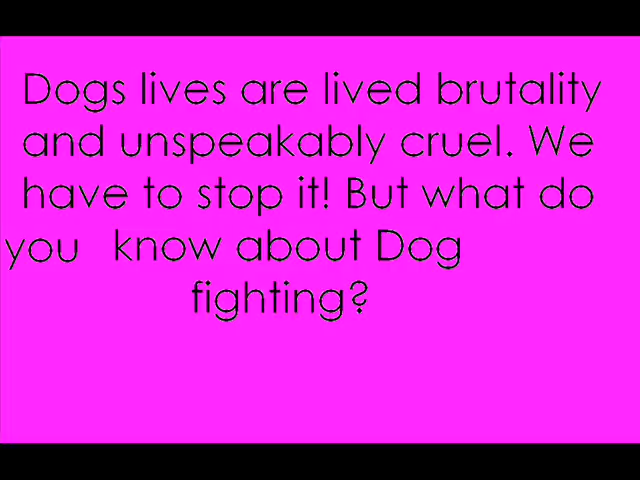 Dogs lives are lived brutality
and unspeakably cruel. We
have to stop it! But what do
you know about Dog
fighting?